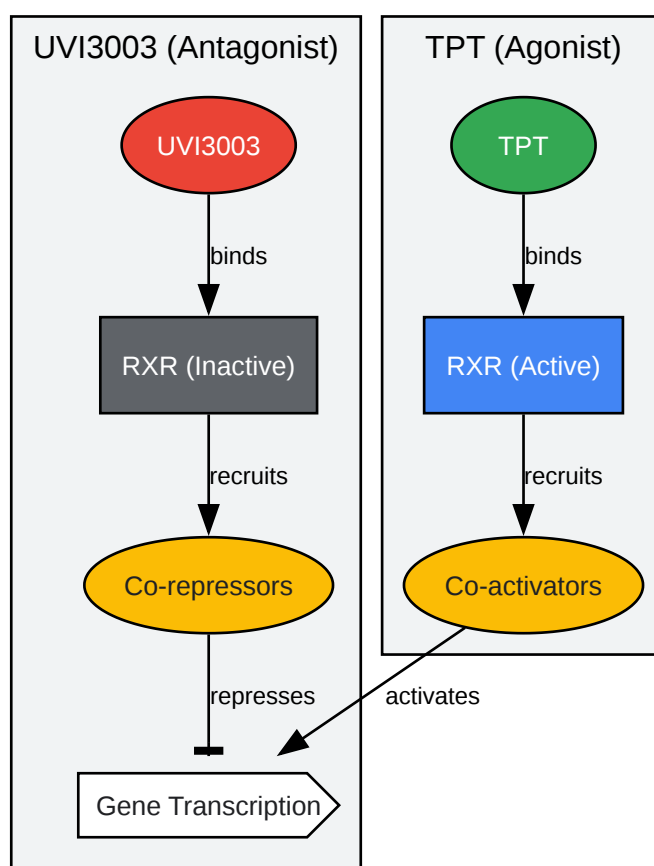 UVI3003 (Antagonist)
UVI3003
binds
RXR (Inactive)
recruits
Co-repressors
represses
Gene Transcription
TPT (Agonist)
TPT
binds
RXR (Active)
recruits
Co-activators
activates